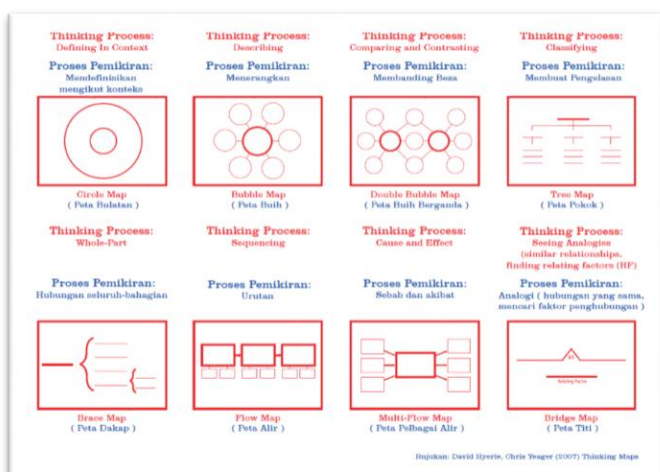 Thinking Process:
Defining In Context
Proses Pemikiran:
Mendefininisikan
mengikut konteks
Circle Map
( Peta Bulatan )
Thinking Process:
Describing
Proses Pemikiran:
Menerangkan
Bubble Map
( Peta Buih )
Thinking Process:
Comparing and Contrasting
Proses Pemikiran:
Membanding Beza
Double Bubble Map
( Peta Buih Berganda )
Thinking Process:
Classifying
Proses Pemikiran:
Membuat Pengelasan
Tree Map
( Peta Pokok )
Thinking Process:
Whole-Part
Proses Pemikiran:
Hubungan seluruh-bahagian
Brace Map
( Peta Dakap )
Thinking Process:
Sequencing
Proses Pemikiran:
Urutan
Flow Map
( Peta Alir )
Thinking Process:
Cause and Effect
Proses Pemikiran:
Sebab dan akibat
Multi-Flow Map
( Peta Pelbagai Alir )
Thinking Process:
Seeing Analogies
(similar relationships,
finding relating factors (RF)
Proses Pemikiran:
Analogi ( hubungan yang sama,
mencari faktor penghubungan )
Relating Factor
Bridge Map
( Peta Titi )
Rujukan: David Hyerle, Chris Yeager (2007) Thinking Maps